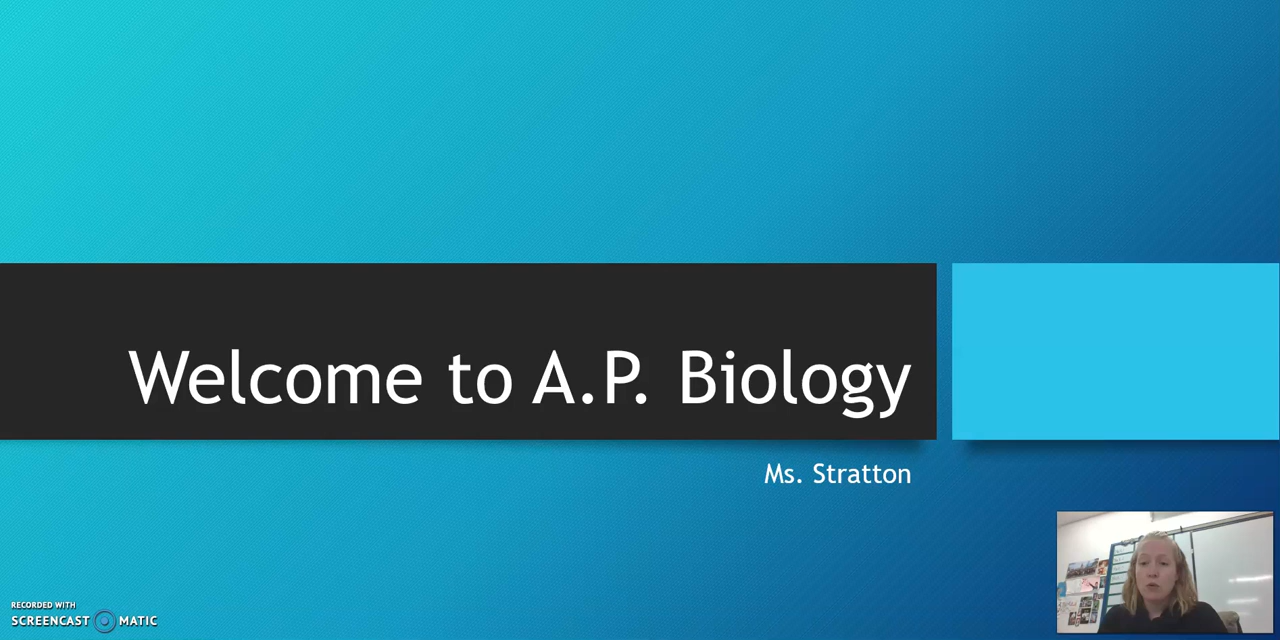 Welcome to A.P. Biology
Ms. Stratton
RECORDED WITH
SCREENCAST MATIC